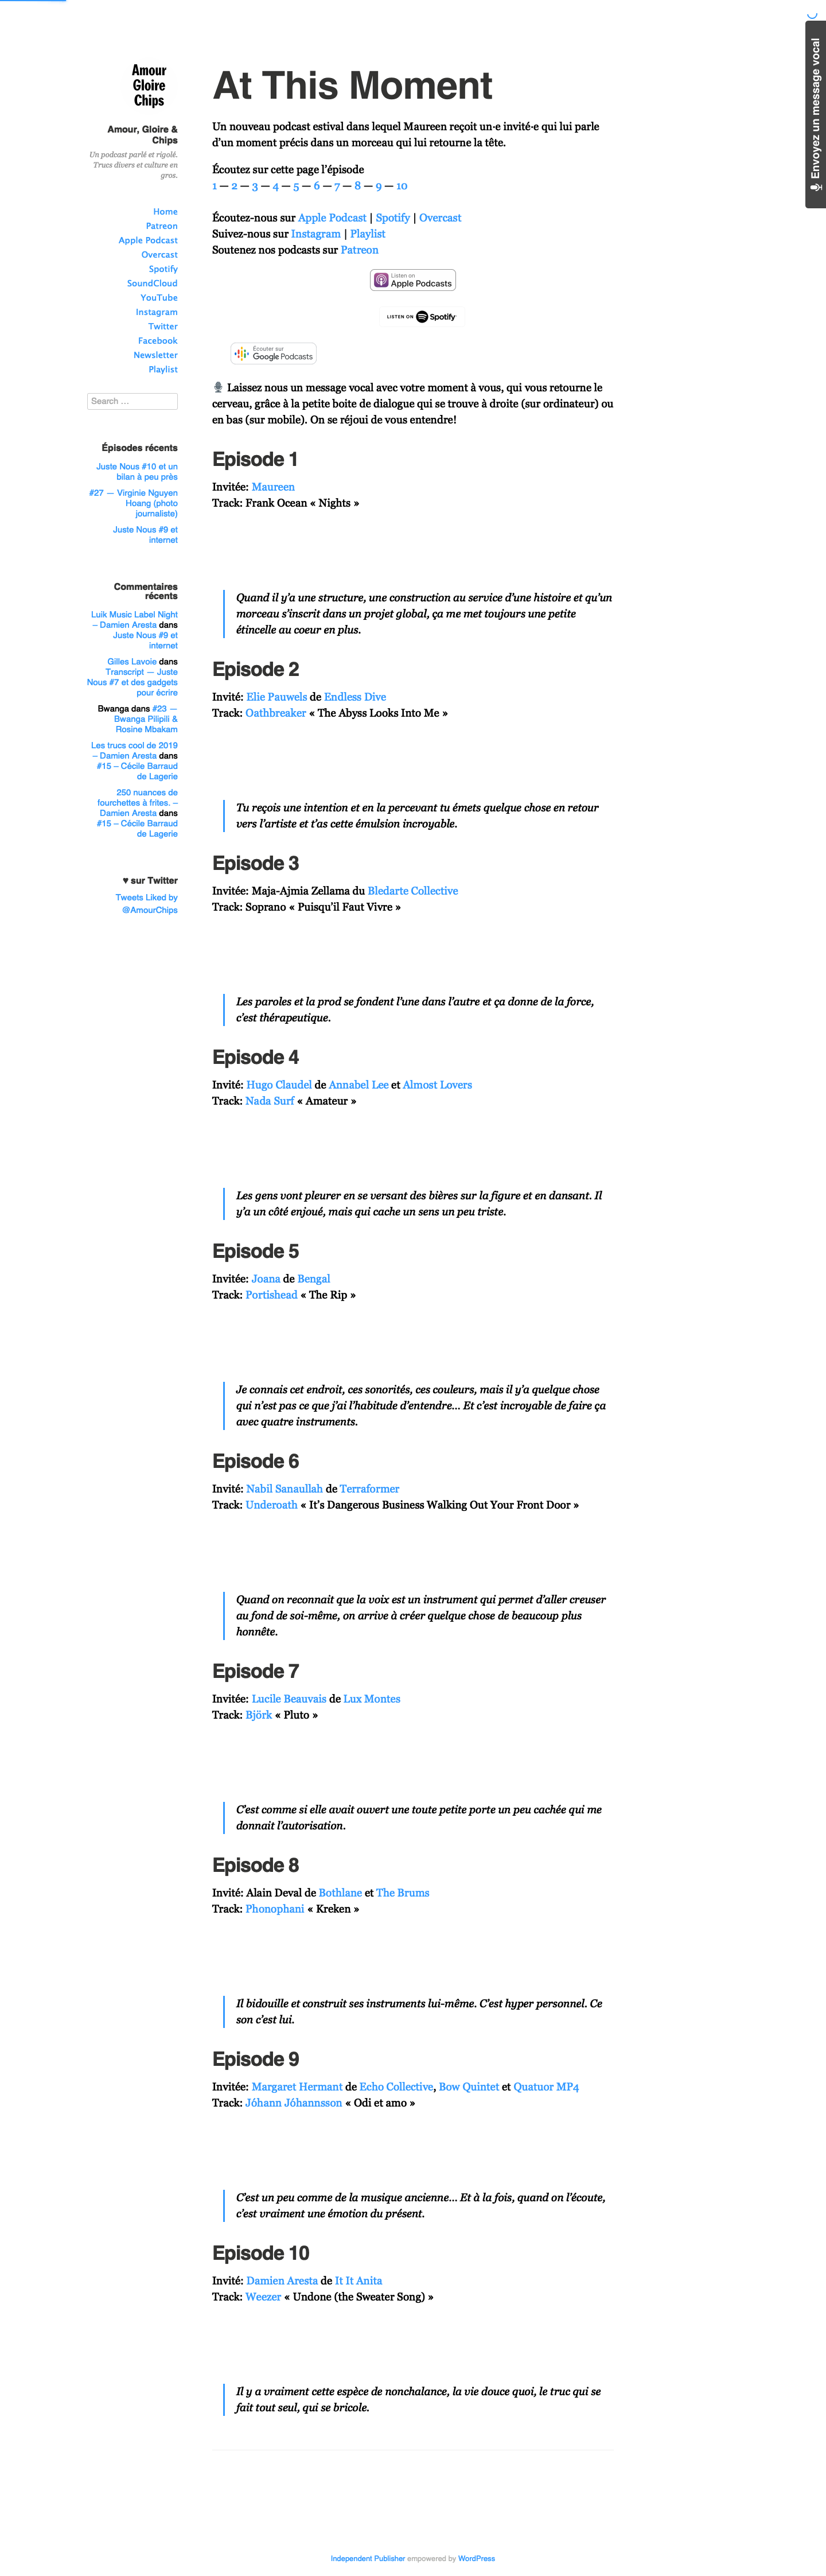 Envoyez un message vocal
Amour
Gloire
Chips
Amour, Gloire &
Chips
Un podcast parlé et rigolé.
Trucs divers et culture en
gros.
Home
Patreon
Apple Podcast
Overcast
Spotify
SoundCloud
YouTube
Instagram
Twitter
Facebook
Newsletter
Playlist
Search …
Épisodes récents
Juste Nous #10 et un
bilan à peu près
#27 — Virginie Nguyen
Hoang (photo
journaliste)
Juste Nous #9 et
internet
Commentaires
récents
Luik Music Label Night
– Damien Aresta dans
Juste Nous #9 et
internet
Gilles Lavoie dans
Transcript — Juste
Nous #7 et des gadgets
pour écrire
Bwanga dans #23 —
Bwanga Pilipili &
Rosine Mbakam
Les trucs cool de 2019
– Damien Aresta dans
#15 – Cécile Barraud
de Lagerie
250 nuances de
fourchettes à frites. –
Damien Aresta dans
#15 – Cécile Barraud
de Lagerie
♥ sur Twitter
Tweets Liked by
@AmourChips
At This Moment
Un nouveau podcast estival dans lequel Maureen reçoit un·e invité·e qui lui parle
d'un moment précis dans un morceau qui lui retourne la tête.
Écoutez sur cette page l'épisode
1 — 2 — 3 — 4 — 5 — 6 — 7 — 8 — 9 — 10
Écoutez-nous sur Apple Podcast | Spotify | Overcast
Suivez-nous sur Instagram | Playlist
Soutenez nos podcasts sur Patreon
Listen on
Apple Podcasts
LISTEN ON Spotify
Écouter sur
Google Podcasts
🎙 Laissez nous un message vocal avec votre moment à vous, qui vous retourne le
cerveau, grâce à la petite boite de dialogue qui se trouve à droite (sur ordinateur) ou
en bas (sur mobile). On se réjoui de vous entendre!
Episode 1
Invitée: Maureen
Track: Frank Ocean « Nights »
Quand il y'a une structure, une construction au service d'une histoire et qu'un
morceau s'inscrit dans un projet global, ça me met toujours une petite
étincelle au coeur en plus.
Episode 2
Invité: Elie Pauwels de Endless Dive
Track: Oathbreaker « The Abyss Looks Into Me »
Tu reçois une intention et en la percevant tu émets quelque chose en retour
vers l'artiste et t'as cette émulsion incroyable.
Episode 3
Invitée: Maja-Ajmia Zellama du Bledarte Collective
Track: Soprano « Puisqu'il Faut Vivre »
Les paroles et la prod se fondent l'une dans l'autre et ça donne de la force,
c'est thérapeutique.
Episode 4
Invité: Hugo Claudel de Annabel Lee et Almost Lovers
Track: Nada Surf « Amateur »
Les gens vont pleurer en se versant des bières sur la figure et en dansant. Il
y'a un côté enjoué, mais qui cache un sens un peu triste.
Episode 5
Invitée: Joana de Bengal
Track: Portishead « The Rip »
Je connais cet endroit, ces sonorités, ces couleurs, mais il y'a quelque chose
qui n'est pas ce que j'ai l'habitude d'entendre… Et c'est incroyable de faire ça
avec quatre instruments.
Episode 6
Invité: Nabil Sanaullah de Terraformer
Track: Underoath « It's Dangerous Business Walking Out Your Front Door »
Quand on reconnait que la voix est un instrument qui permet d'aller creuser
au fond de soi-même, on arrive à créer quelque chose de beaucoup plus
honnête.
Episode 7
Invitée: Lucile Beauvais de Lux Montes
Track: Björk « Pluto »
C'est comme si elle avait ouvert une toute petite porte un peu cachée qui me
donnait l'autorisation.
Episode 8
Invité: Alain Deval de Bothlane et The Brums
Track: Phonophani « Kreken »
Il bidouille et construit ses instruments lui-même. C'est hyper personnel. Ce
son c'est lui.
Episode 9
Invitée: Margaret Hermant de Echo Collective, Bow Quintet et Quatuor MP4
Track: Jóhann Jóhannsson « Odi et amo »
C'est un peu comme de la musique ancienne… Et à la fois, quand on l'écoute,
c'est vraiment une émotion du présent.
Episode 10
Invité: Damien Aresta de It It Anita
Track: Weezer « Undone (the Sweater Song) »
Il y a vraiment cette espèce de nonchalance, la vie douce quoi, le truc qui se
fait tout seul, qui se bricole.
Independent Publisher empowered by WordPress